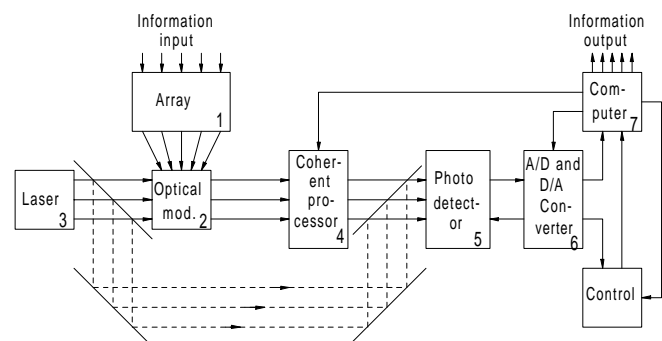 Information
input
Array
1
Information
output
Com-
puter
7
Laser
3
Optical
mod.
2
Coher-
ent
pro-
cessor
4
Photo
detect-
or
5
A/D and
D/A
Con-
verter
6
Control